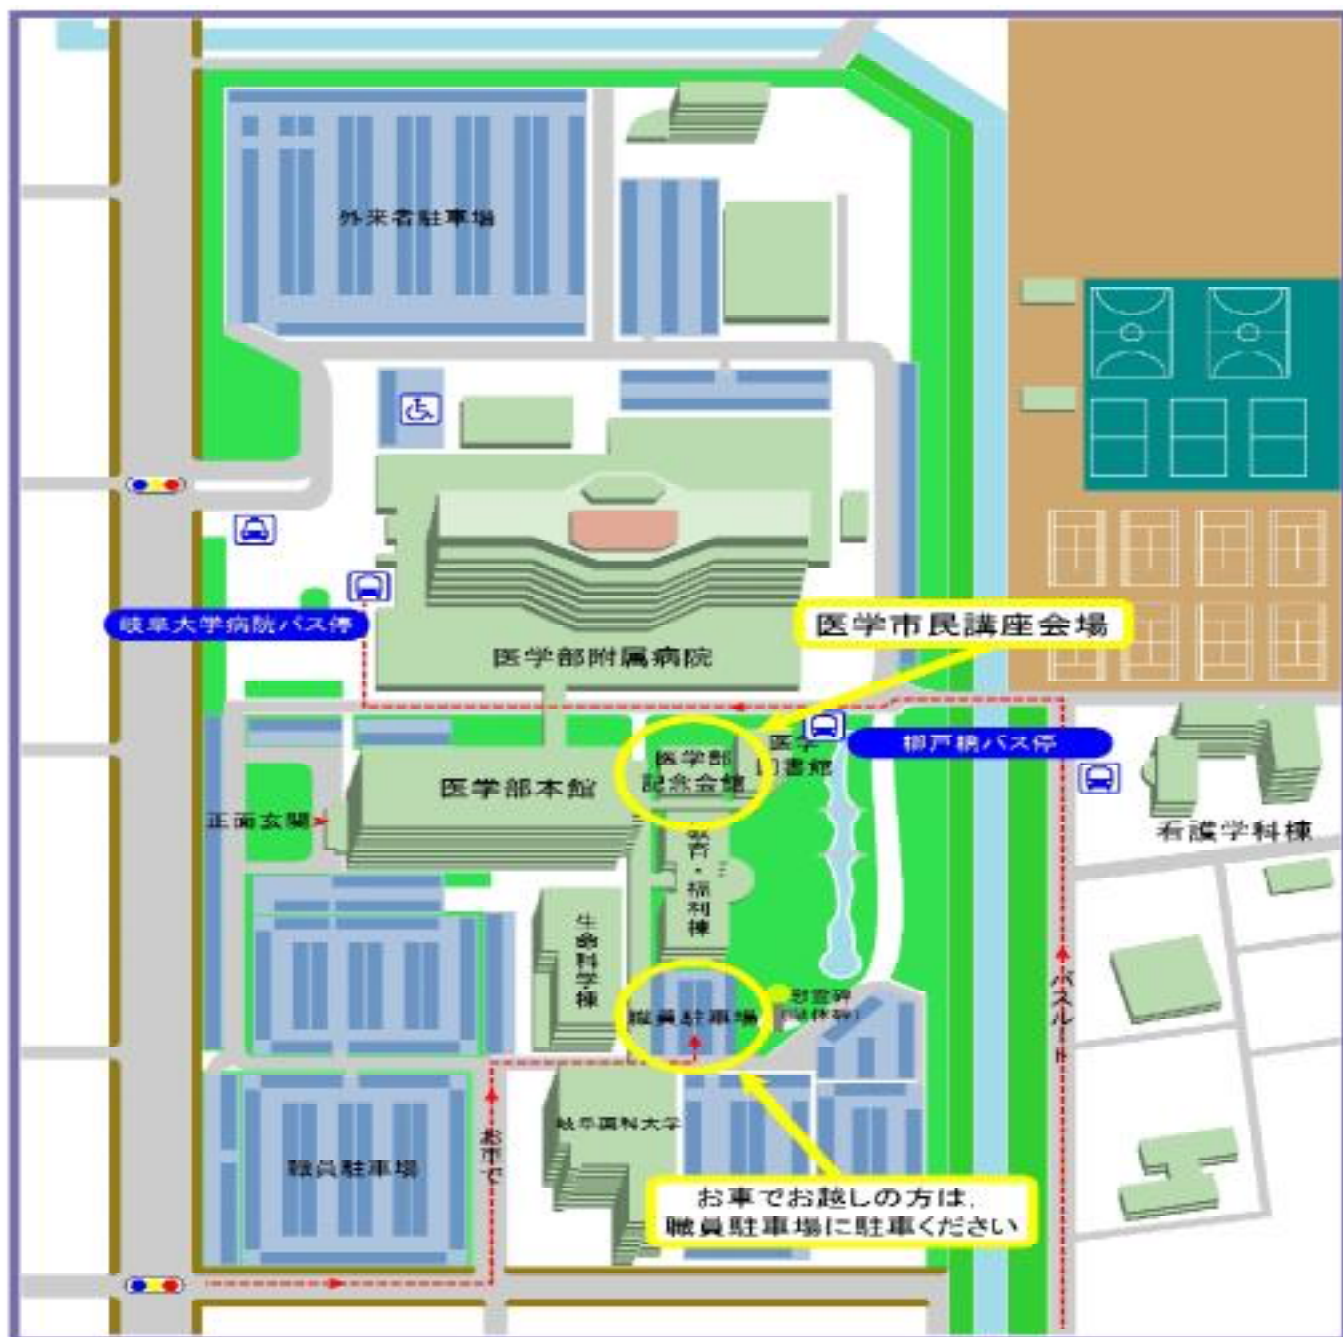 外来者駐車場
岐阜大学病院バス停
医学市民講座会場
医学部附属病院
医学部
記念会館
医学
図書館
柳戸橋バス停
医学部本館
正面玄関
看護学科棟
教育・福利棟
生命科学棟
職員駐車場
慰霊碑
バスルート
お車で
岐阜薬科大学
職員駐車場
お車でお越しの方は、
職員駐車場に駐車ください